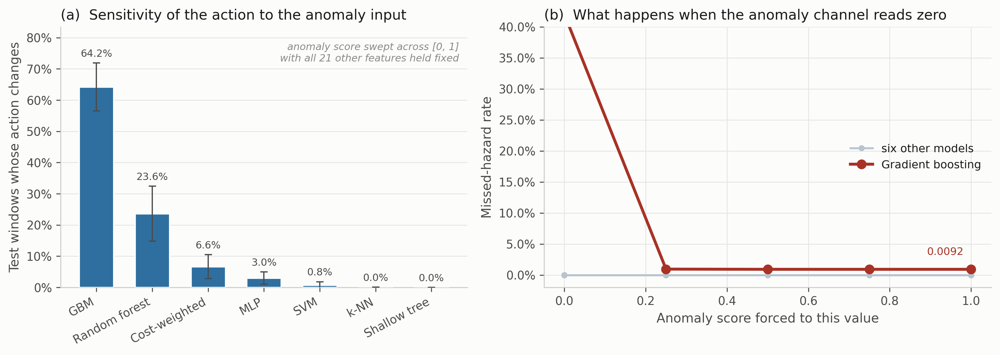 (a)  Sensitivity of the action to the anomaly input
Test windows whose action changes
80%
70%
60%
50%
40%
30%
20%
10%
0%
anomaly score swept across [0, 1]
with all 21 other features held fixed
64.2%
23.6%
6.6%
3.0%
0.8%
0.0%
0.0%
GBM
Random forest
Cost-weighted
MLP
SVM
k-NN
Shallow tree
(b)  What happens when the anomaly channel reads zero
Missed-hazard rate
40.0%
35.0%
30.0%
25.0%
20.0%
15.0%
10.0%
5.0%
0.0%
six other models
Gradient boosting
0.0092
0.0
0.2
0.4
0.6
0.8
1.0
Anomaly score forced to this value